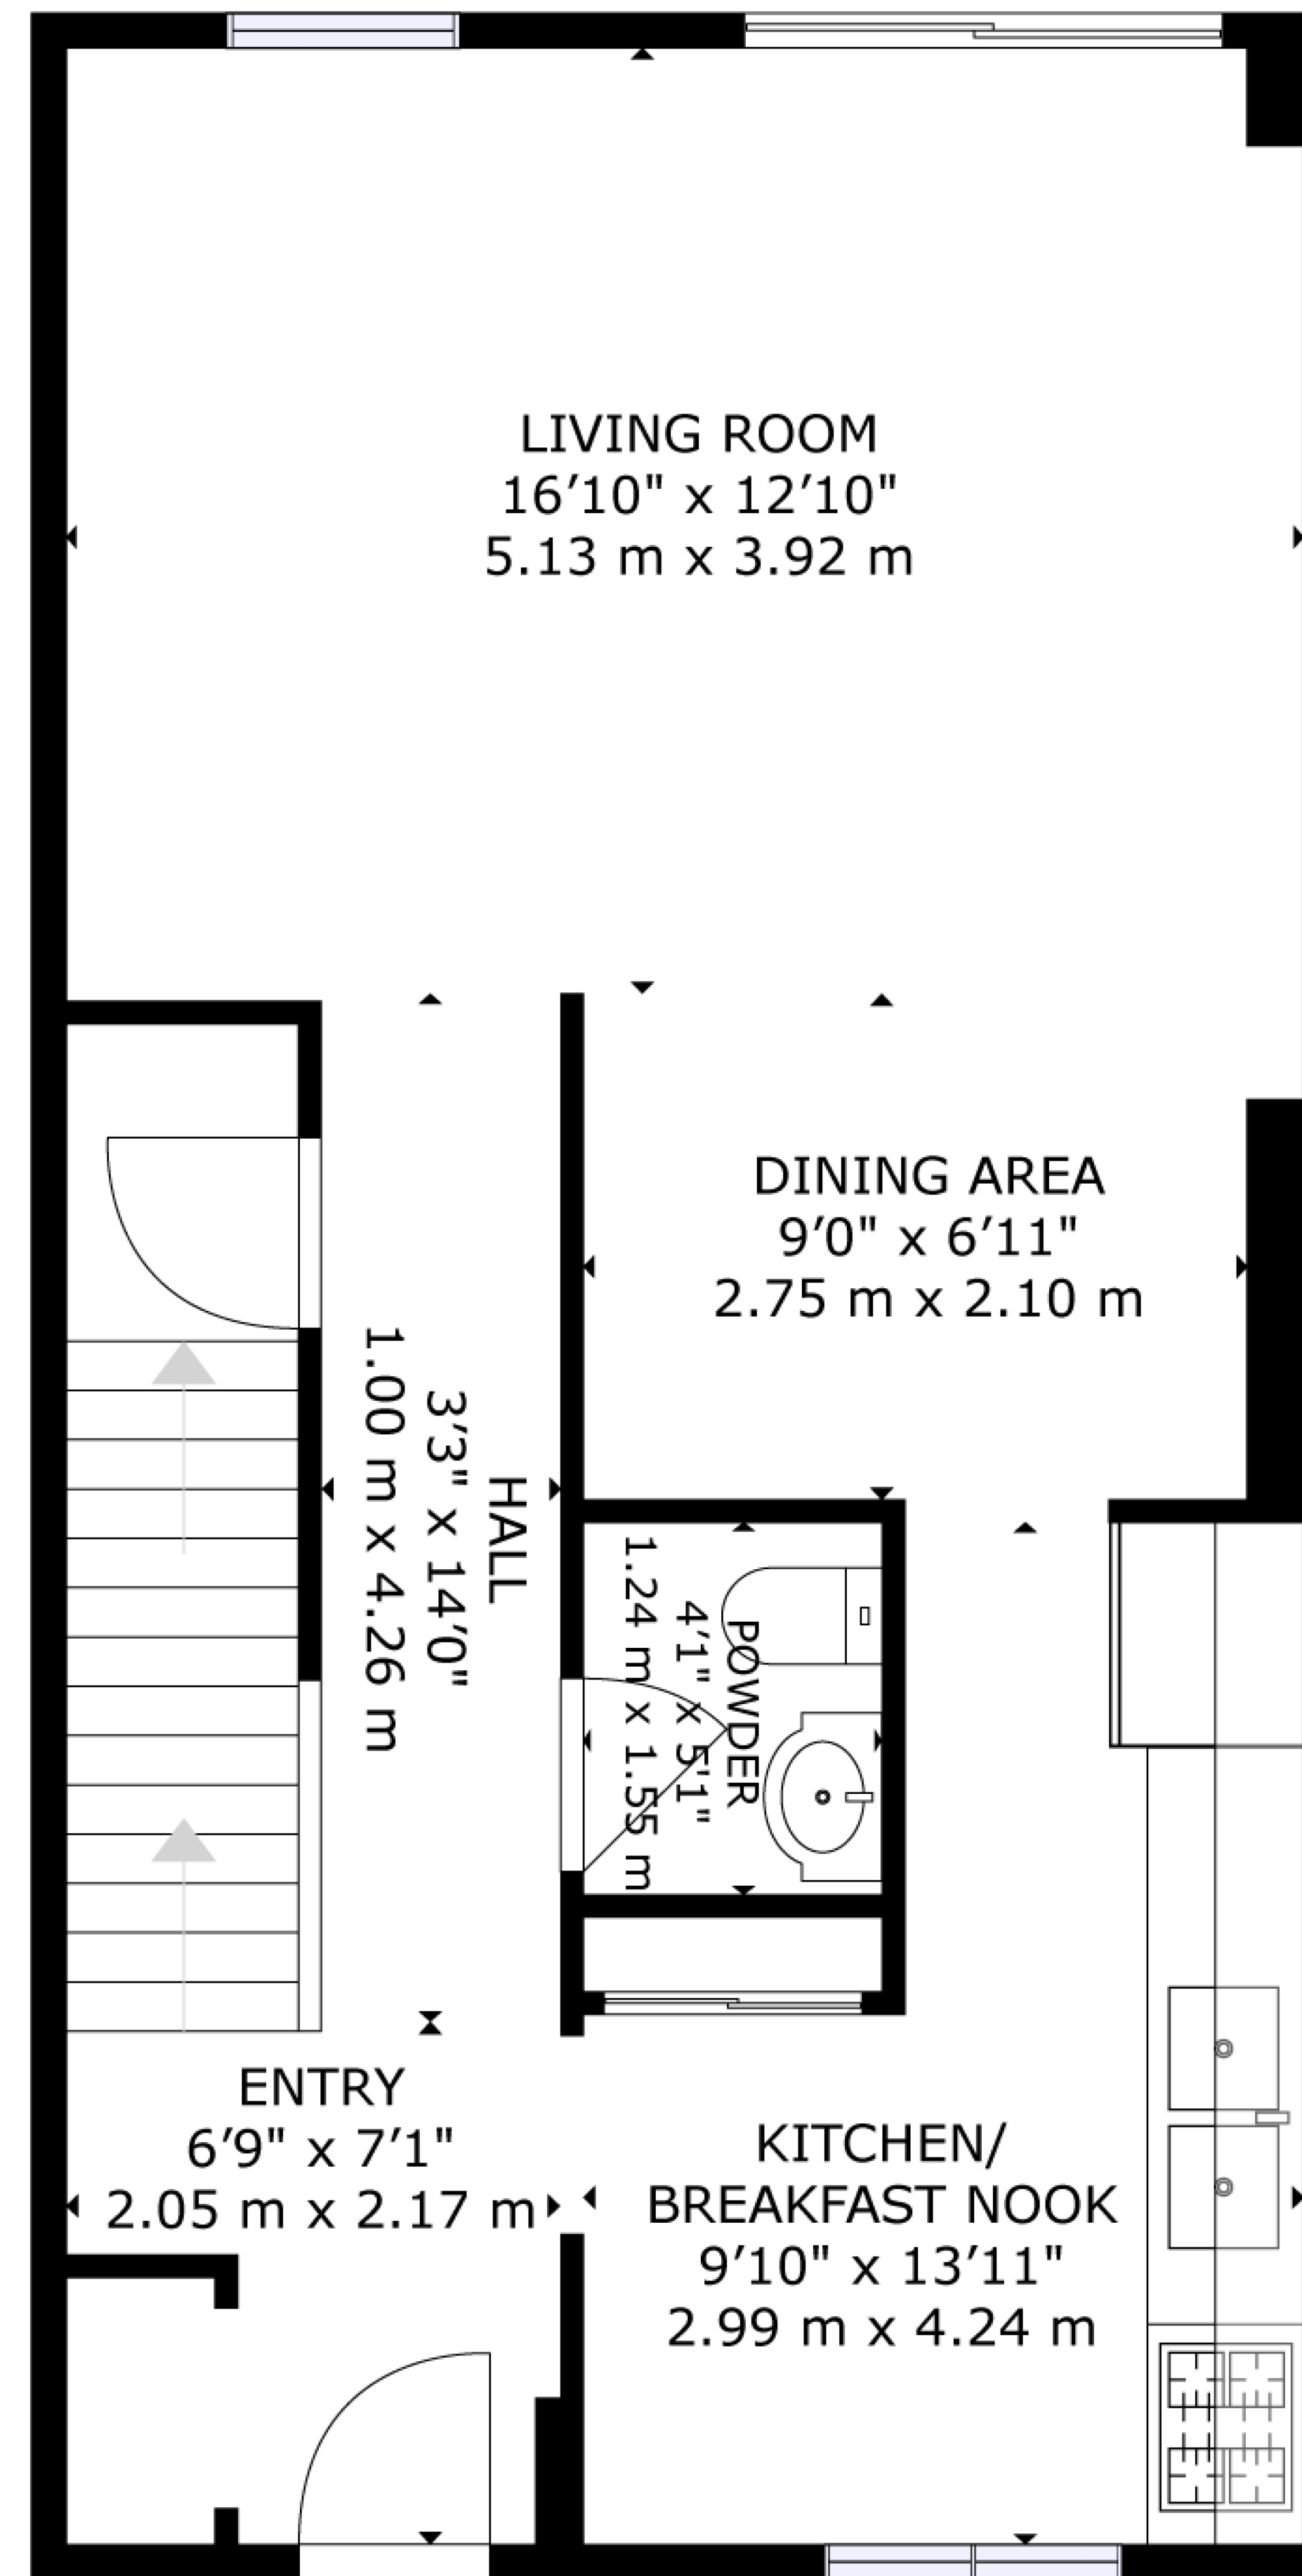 LIVING ROOM
16'10" x 12'10"
5.13 m x 3.92 m
DINING AREA
9'0" x 6'11"
2.75 m x 2.10 m
HALL
3'3" x 14'0"
1.00 m x 4.26 m
POWDER
4'1" x 5'1"
1.24 m x 1.55 m
ENTRY
6'9" x 7'1"
2.05 m x 2.17 m
KITCHEN/
BREAKFAST NOOK
9'10" x 13'11"
2.99 m x 4.24 m